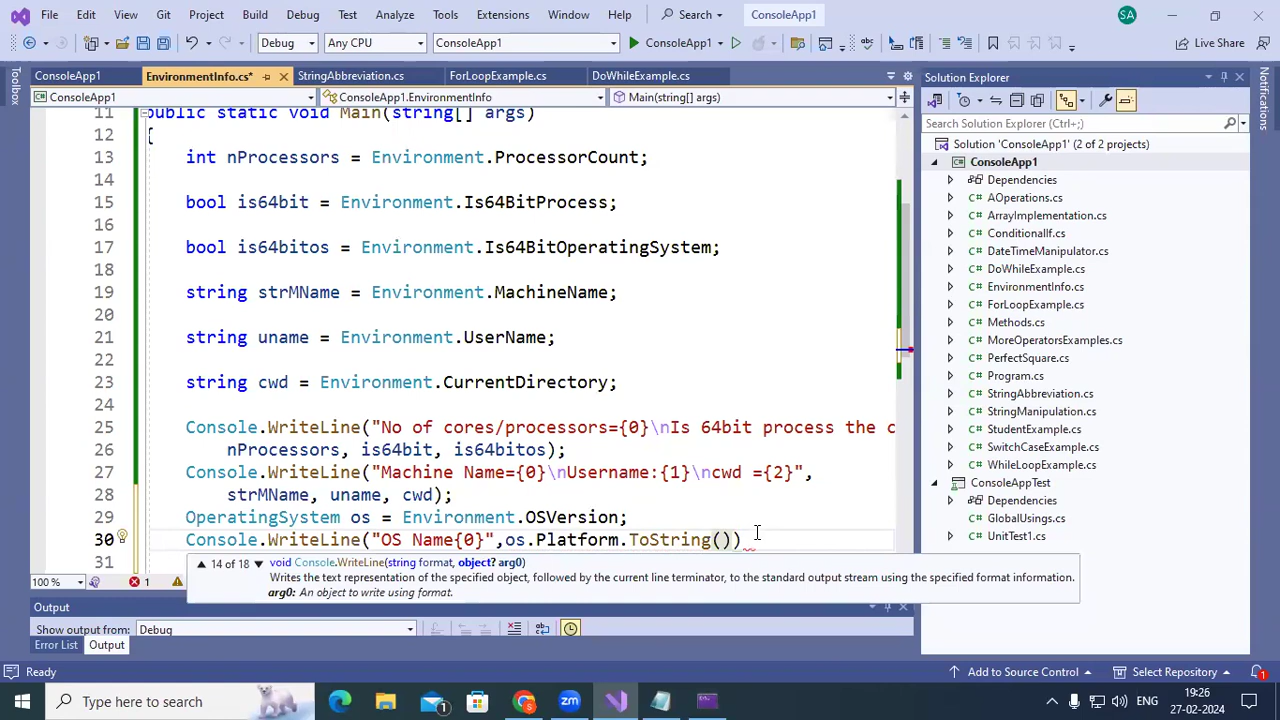 File Edit View Git Project Build Debug Test Analyze Tools Extensions Window Help Search ConsoleApp1 SA
Debug Any CPU ConsoleApp1 ConsoleApp1 Live Share
Toolbox
ConsoleApp1 EnvironmentInfo.cs* StringAbbreviation.cs ForLoopExample.cs DoWhileExample.cs
ConsoleApp1 ConsoleApp1.EnvironmentInfo Main(string[] args)
11 public static void Main(string[] args)
12 {
13 int nProcessors = Environment.ProcessorCount;
14
15 bool is64bit = Environment.Is64BitProcess;
16
17 bool is64bitos = Environment.Is64BitOperatingSystem;
18
19 string strMName = Environment.MachineName;
20
21 string uname = Environment.UserName;
22
23 string cwd = Environment.CurrentDirectory;
24
25 Console.WriteLine("No of cores/processors={0}\nIs 64bit process the c
26 nProcessors, is64bit, is64bitos);
27 Console.WriteLine("Machine Name={0}\nUsername:{1}\ncwd ={2}",
28 strMName, uname, cwd);
29 OperatingSystem os = Environment.OSVersion;
30 Console.WriteLine("OS Name{0}",os.Platform.ToString())
31
14 of 18 void Console.WriteLine(string format, object? arg0)
Writes the text representation of the specified object, followed by the current line terminator, to the standard output stream using the specified format information.
arg0: An object to write using format.
100 % 1
Output
Show output from: Debug
Error List Output
Solution Explorer
Search Solution Explorer (Ctrl+;)
Solution 'ConsoleApp1' (2 of 2 projects)
ConsoleApp1
Dependencies
C# AOperations.cs
C# ArrayImplementation.cs
C# ConditionalIf.cs
C# DateTimeManipulator.cs
C# DoWhileExample.cs
C# EnvironmentInfo.cs
C# ForLoopExample.cs
C# Methods.cs
C# MoreOperatorsExamples.cs
C# PerfectSquare.cs
C# Program.cs
C# StringAbbreviation.cs
C# StringManipulation.cs
C# StudentExample.cs
C# SwitchCaseExample.cs
C# WhileLoopExample.cs
ConsoleAppTest
Dependencies
C# GlobalUsings.cs
C# UnitTest1.cs
Notifications
Ready Add to Source Control Select Repository 1
Type here to search 1 19:26
27-02-2024